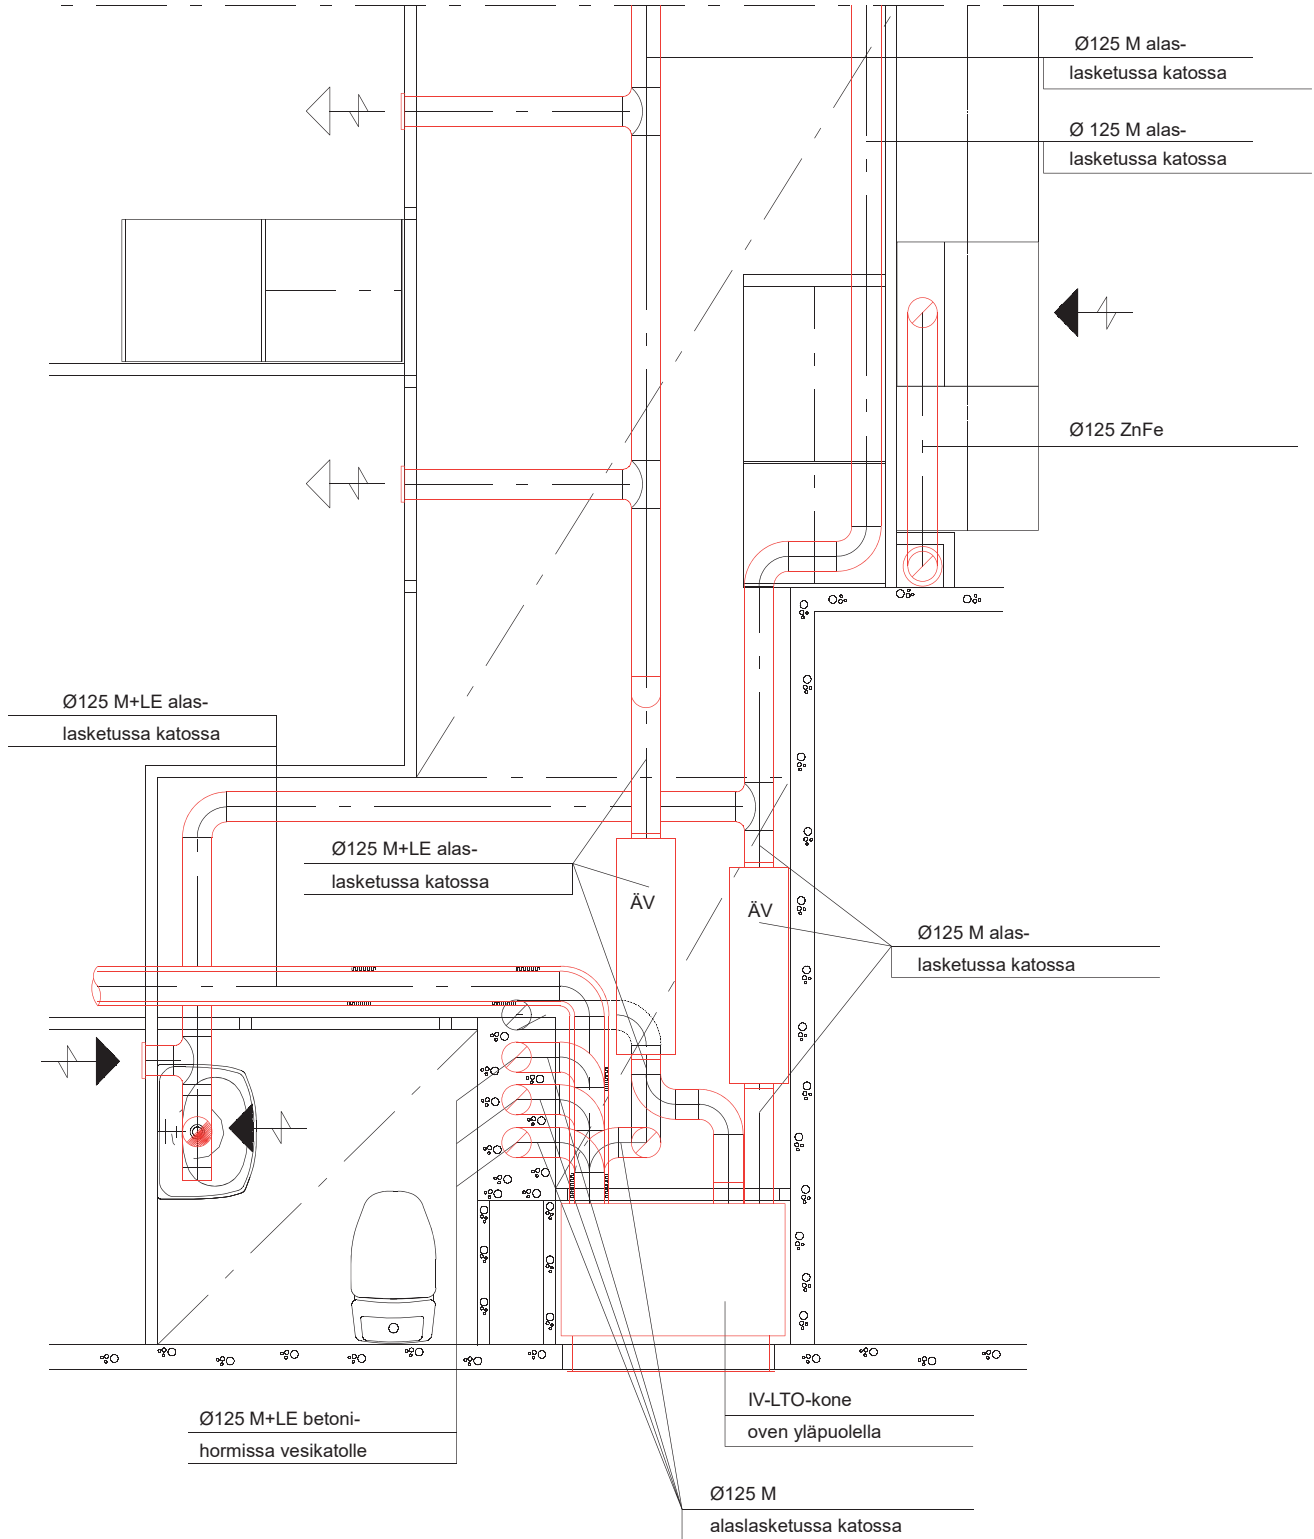 Ø125 M alas-
lasketussa katossa
Ø 125 M alas-
lasketussa katossa
Ø125 ZnFe
Ø125 M+LE alas-
lasketussa katossa
Ø125 M+LE alas-
lasketussa katossa
ÄV
ÄV
Ø125 M alas-
lasketussa katossa
IV-LTO-kone
oven yläpuolella
Ø125 M+LE betoni-
hormissa vesikatolle
Ø125 M
alaslasketussa katossa